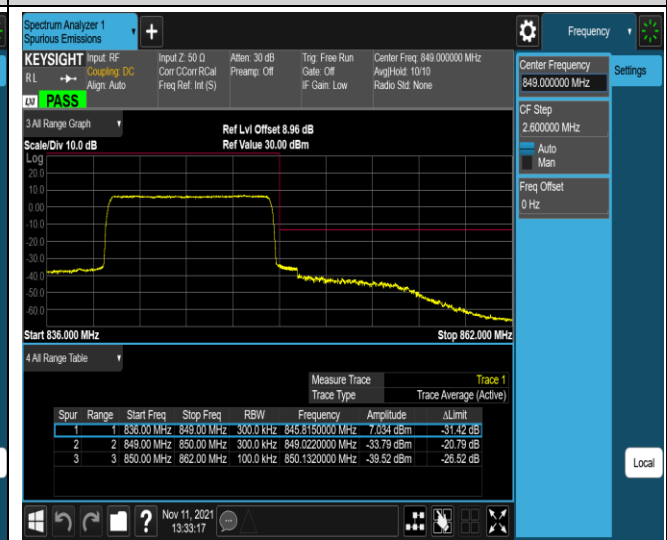 Spectrum Analyzer 1
Spurious Emissions
Frequency
KEYSIGHT Input: RF Input Z: 50 Ω Atten: 30 dB Trig: Free Run Center Freq: 849.000000 MHz
RL Coupling: DC Corr CCorr RCal Preamp: Off Gate: Off Avg|Hold: 10/10
Align: Auto Freq Ref: Int (S) IF Gain: Low Radio Std: None
LXI PASS
Center Frequency
849.000000 MHz
Settings
CF Step
2.600000 MHz
Auto
Man
Freq Offset
0 Hz
3 All Range Graph
Ref Lvl Offset 8.96 dB
Scale/Div 10.0 dB Ref Value 30.00 dBm
Log
20.0
10.0
0.00
-10.0
-20.0
-30.0
-40.0
-50.0
-60.0
Start 836.000 MHz Stop 862.000 MHz
4 All Range Table
Measure Trace Trace 1
Trace Type Trace Average (Active)
Spur Range Start Freq Stop Freq RBW Frequency Amplitude ΔLimit
1 1 836.00 MHz 849.00 MHz 300.0 kHz 845.8150000 MHz 7.034 dBm -31.42 dB
2 2 849.00 MHz 850.00 MHz 300.0 kHz 849.0220000 MHz -33.79 dBm -20.79 dB
3 3 850.00 MHz 862.00 MHz 100.0 kHz 850.1320000 MHz -39.52 dBm -26.52 dB
Local
? Nov 11, 2021
13:33:17